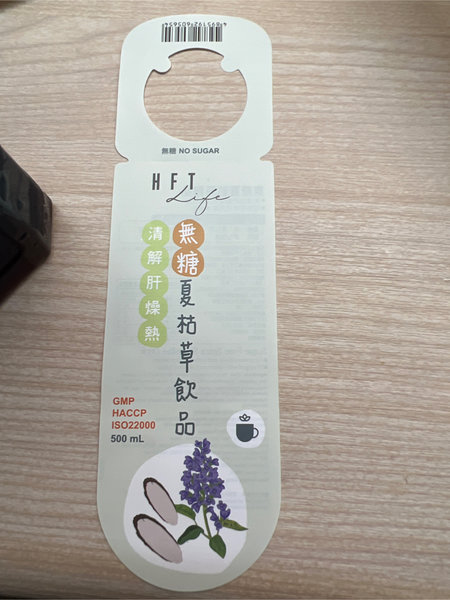 4895192603654
無糖 NO SUGAR
HFT
Life
無糖夏枯草飲品
清解肝燥熱
GMP
HACCP
ISO22000
500 mL